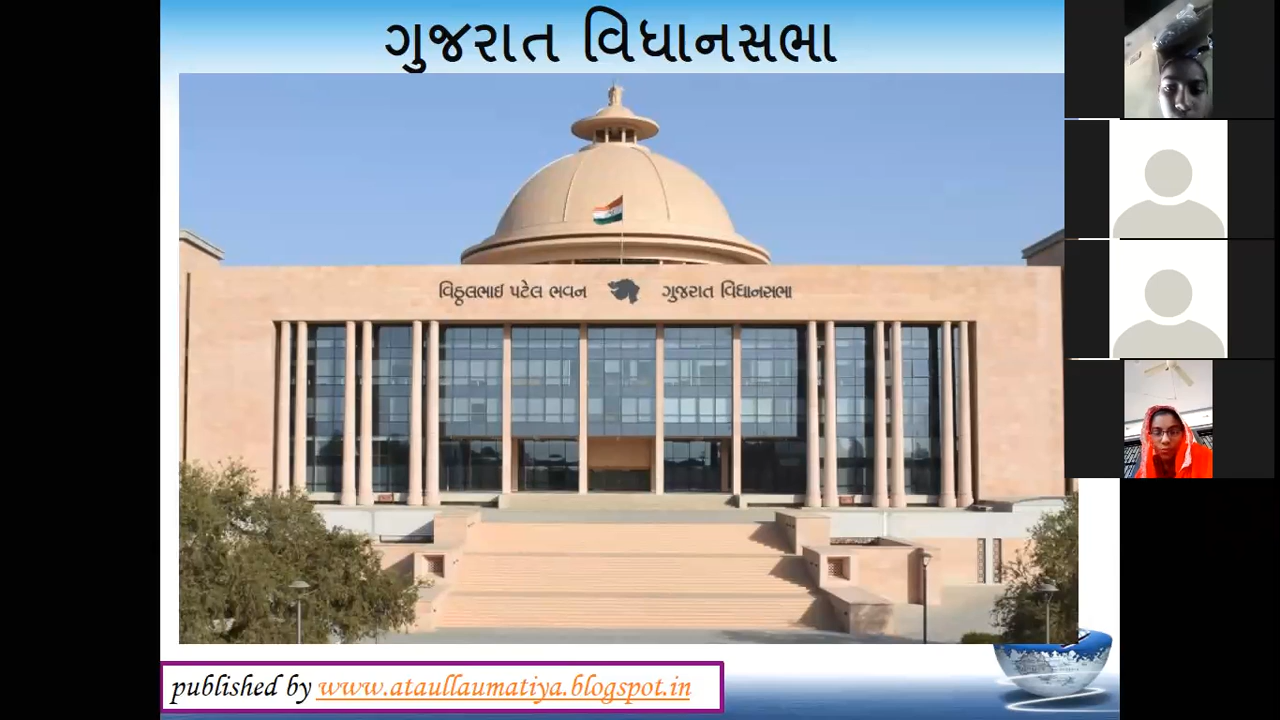 ગુજરાત વિધાનસભા
વિઠ્ઠલભાઈ પટેલ ભવન ગુજરાત વિધાનસભા
published by www.ataullaumatiya.blogspot.in